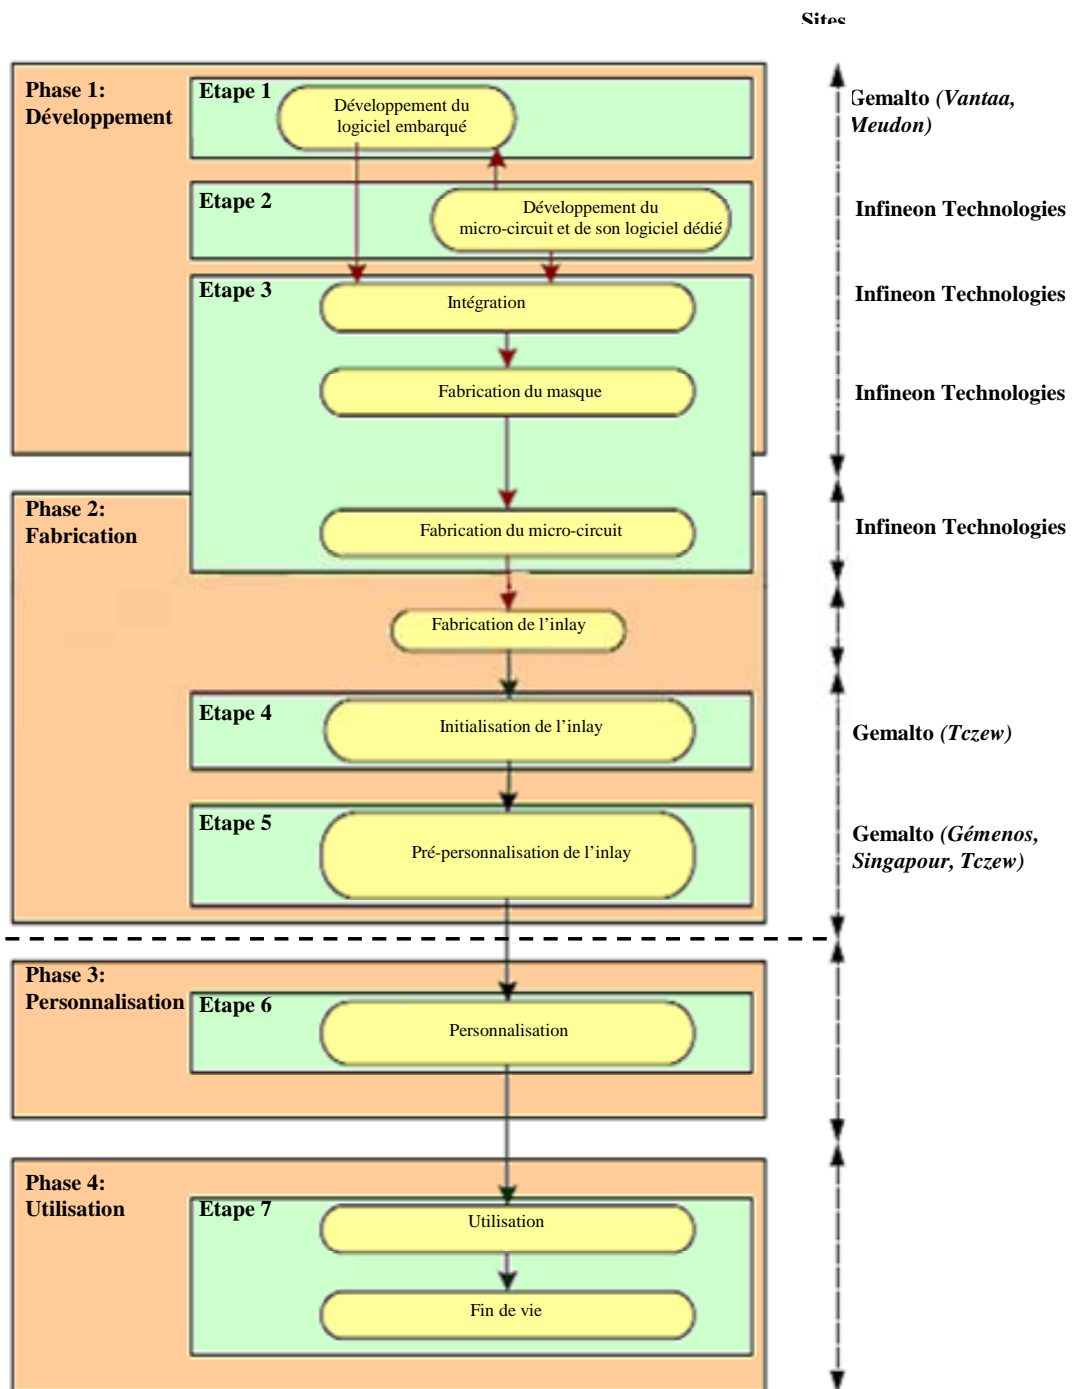 Sites
Phase 1:
Développement
Etape 1
Développement du
logiciel embarqué
Gemalto (Vantaa,
Meudon)
Etape 2
Développement du
micro-circuit et de son logiciel dédié
Infineon Technologies
Etape 3
Intégration
Infineon Technologies
Fabrication du masque
Infineon Technologies
Phase 2:
Fabrication
Fabrication du micro-circuit
Infineon Technologies
Fabrication de l'inlay
Etape 4
Initialisation de l'inlay
Gemalto (Tczew)
Etape 5
Pré-personnalisation de l'inlay
Gemalto (Gémenos,
Singapour, Tczew)
Phase 3:
Personnalisation
Etape 6
Personnalisation
Phase 4:
Utilisation
Etape 7
Utilisation
Fin de vie